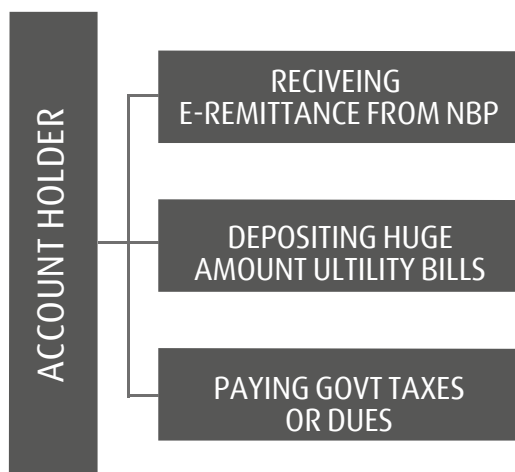 ACCOUNT HOLDER
RECIVEING
E-REMITTANCE FROM NBP
DEPOSITING HUGE
AMOUNT ULTILITY BILLS
PAYING GOVT TAXES
OR DUES